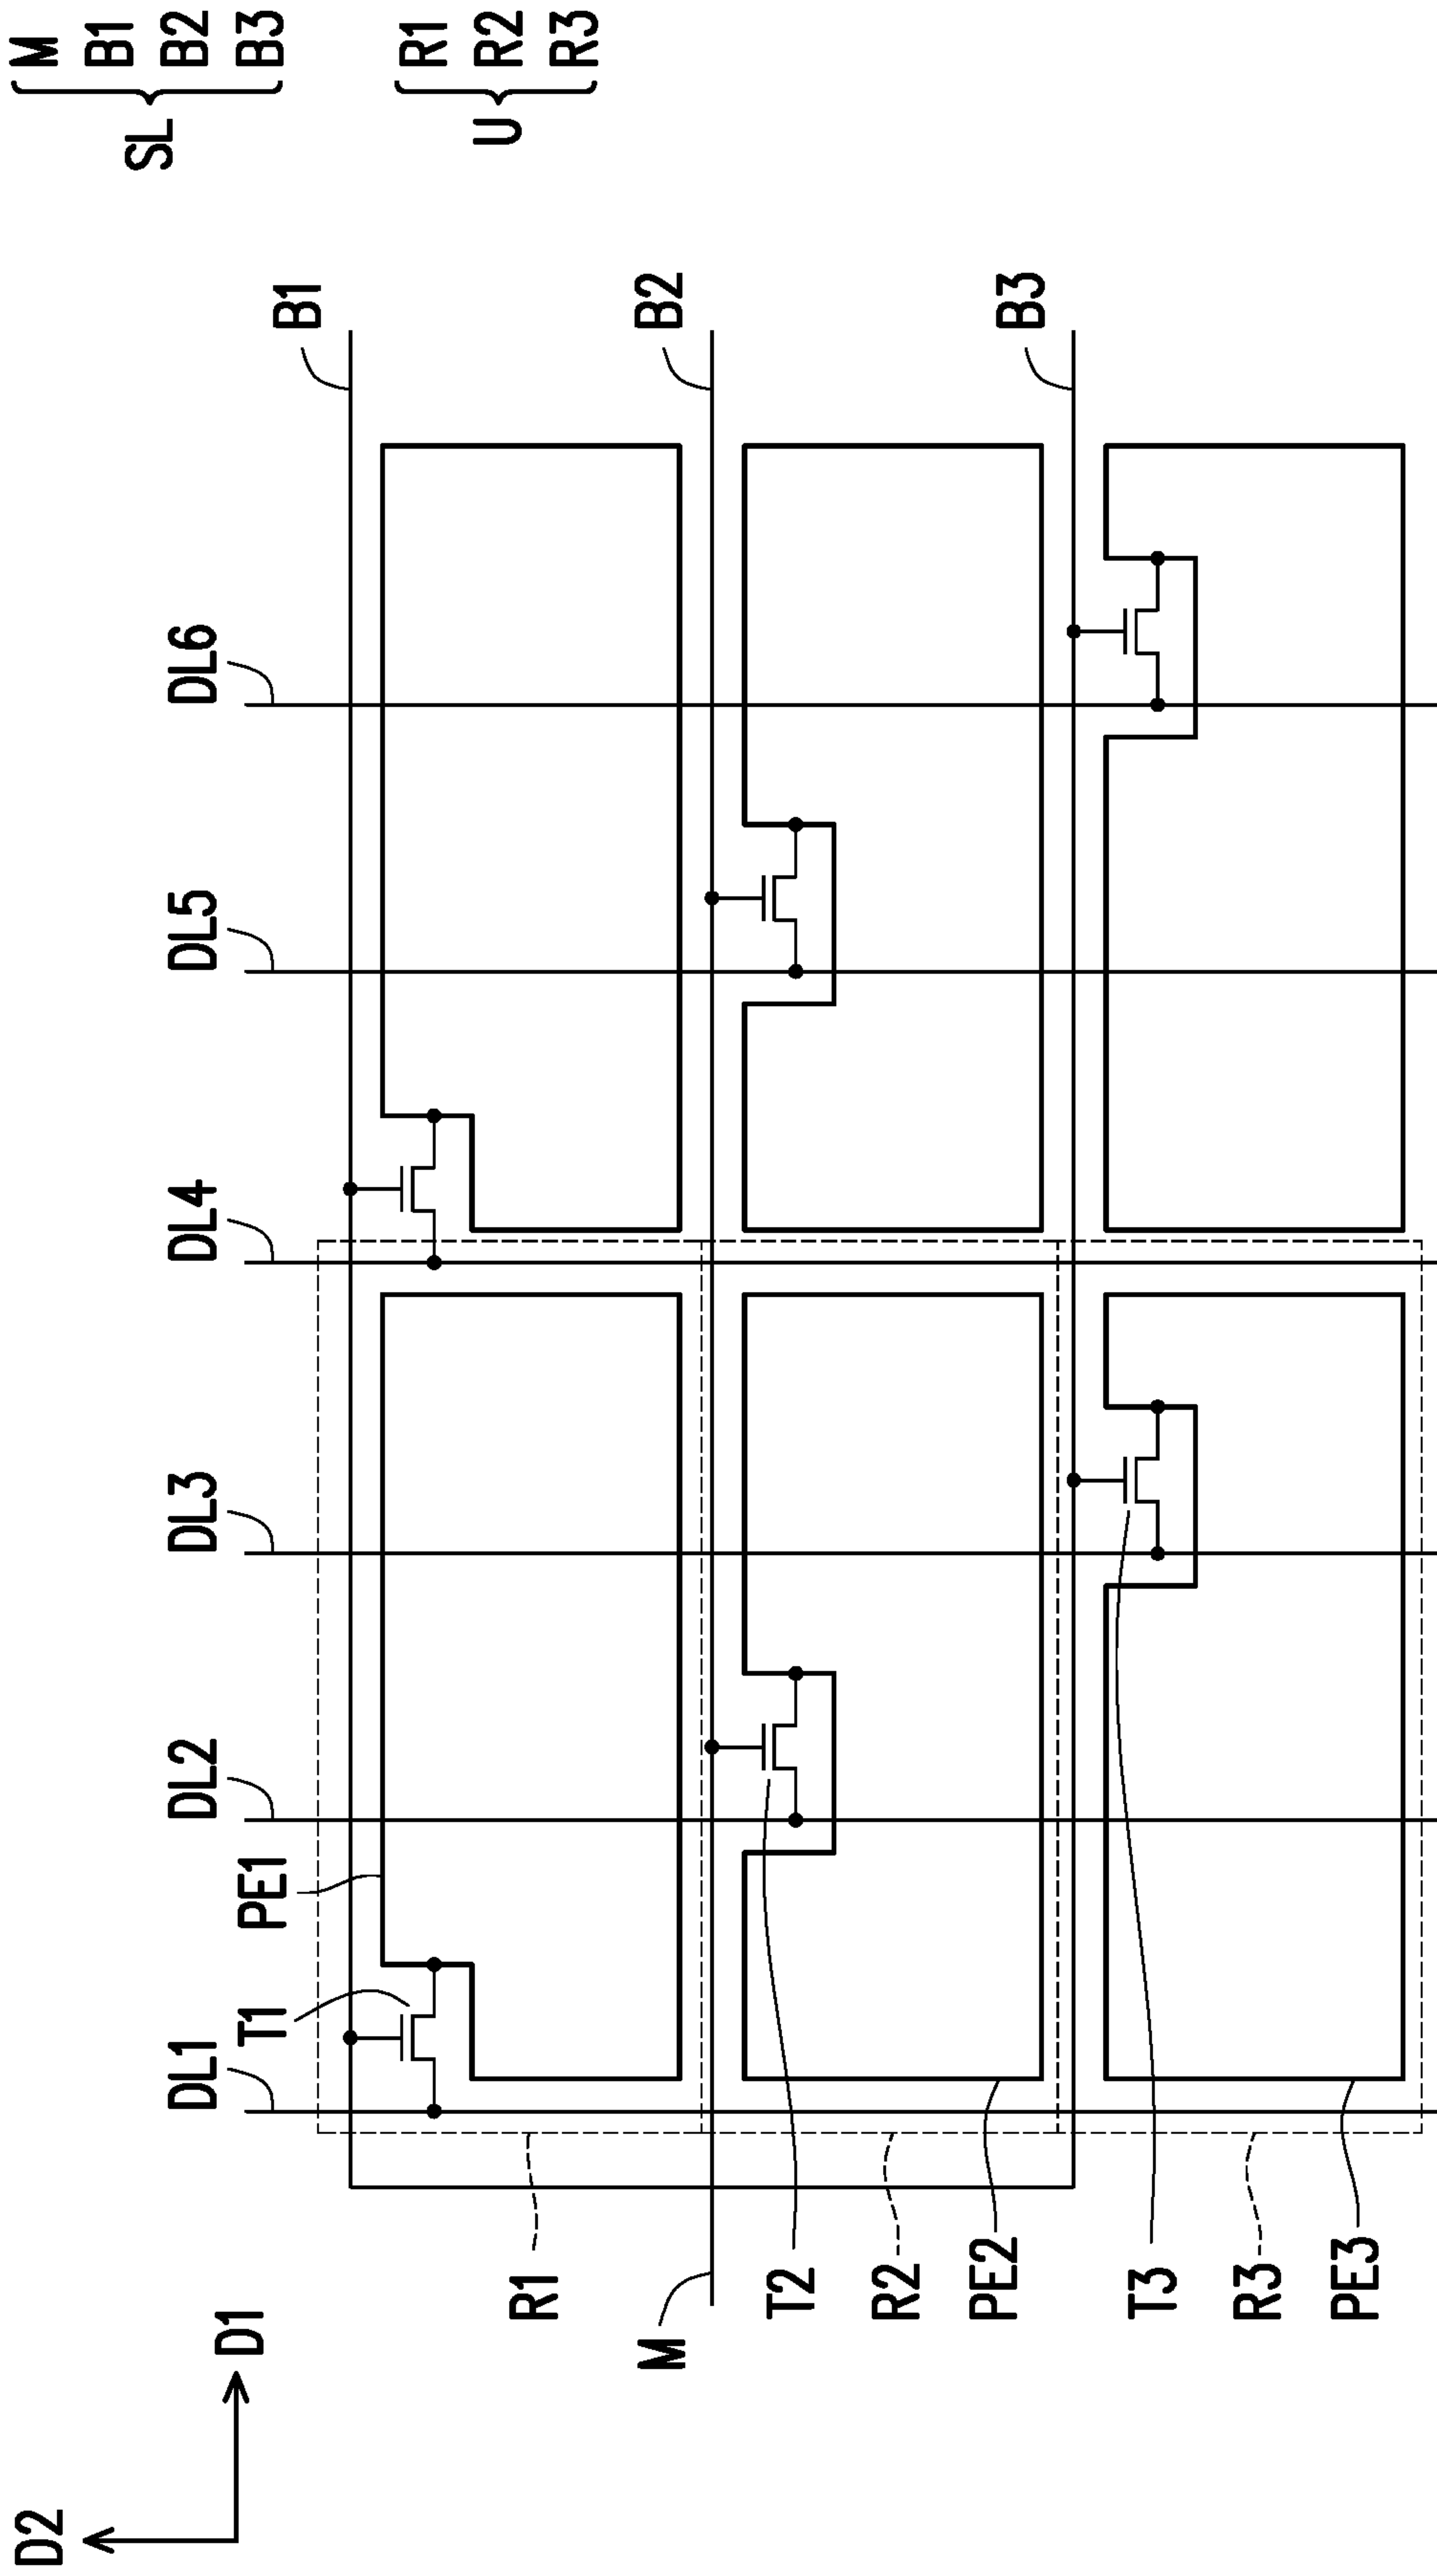 M
B1
SL B2
B3
R1
U R2
R3
B1
B2
B3
DL6
DL5
DL4
DL3
DL2
PE1
T1
DL1
R1
M
T2
R2
PE2
T3
R3
PE3
D1
D2